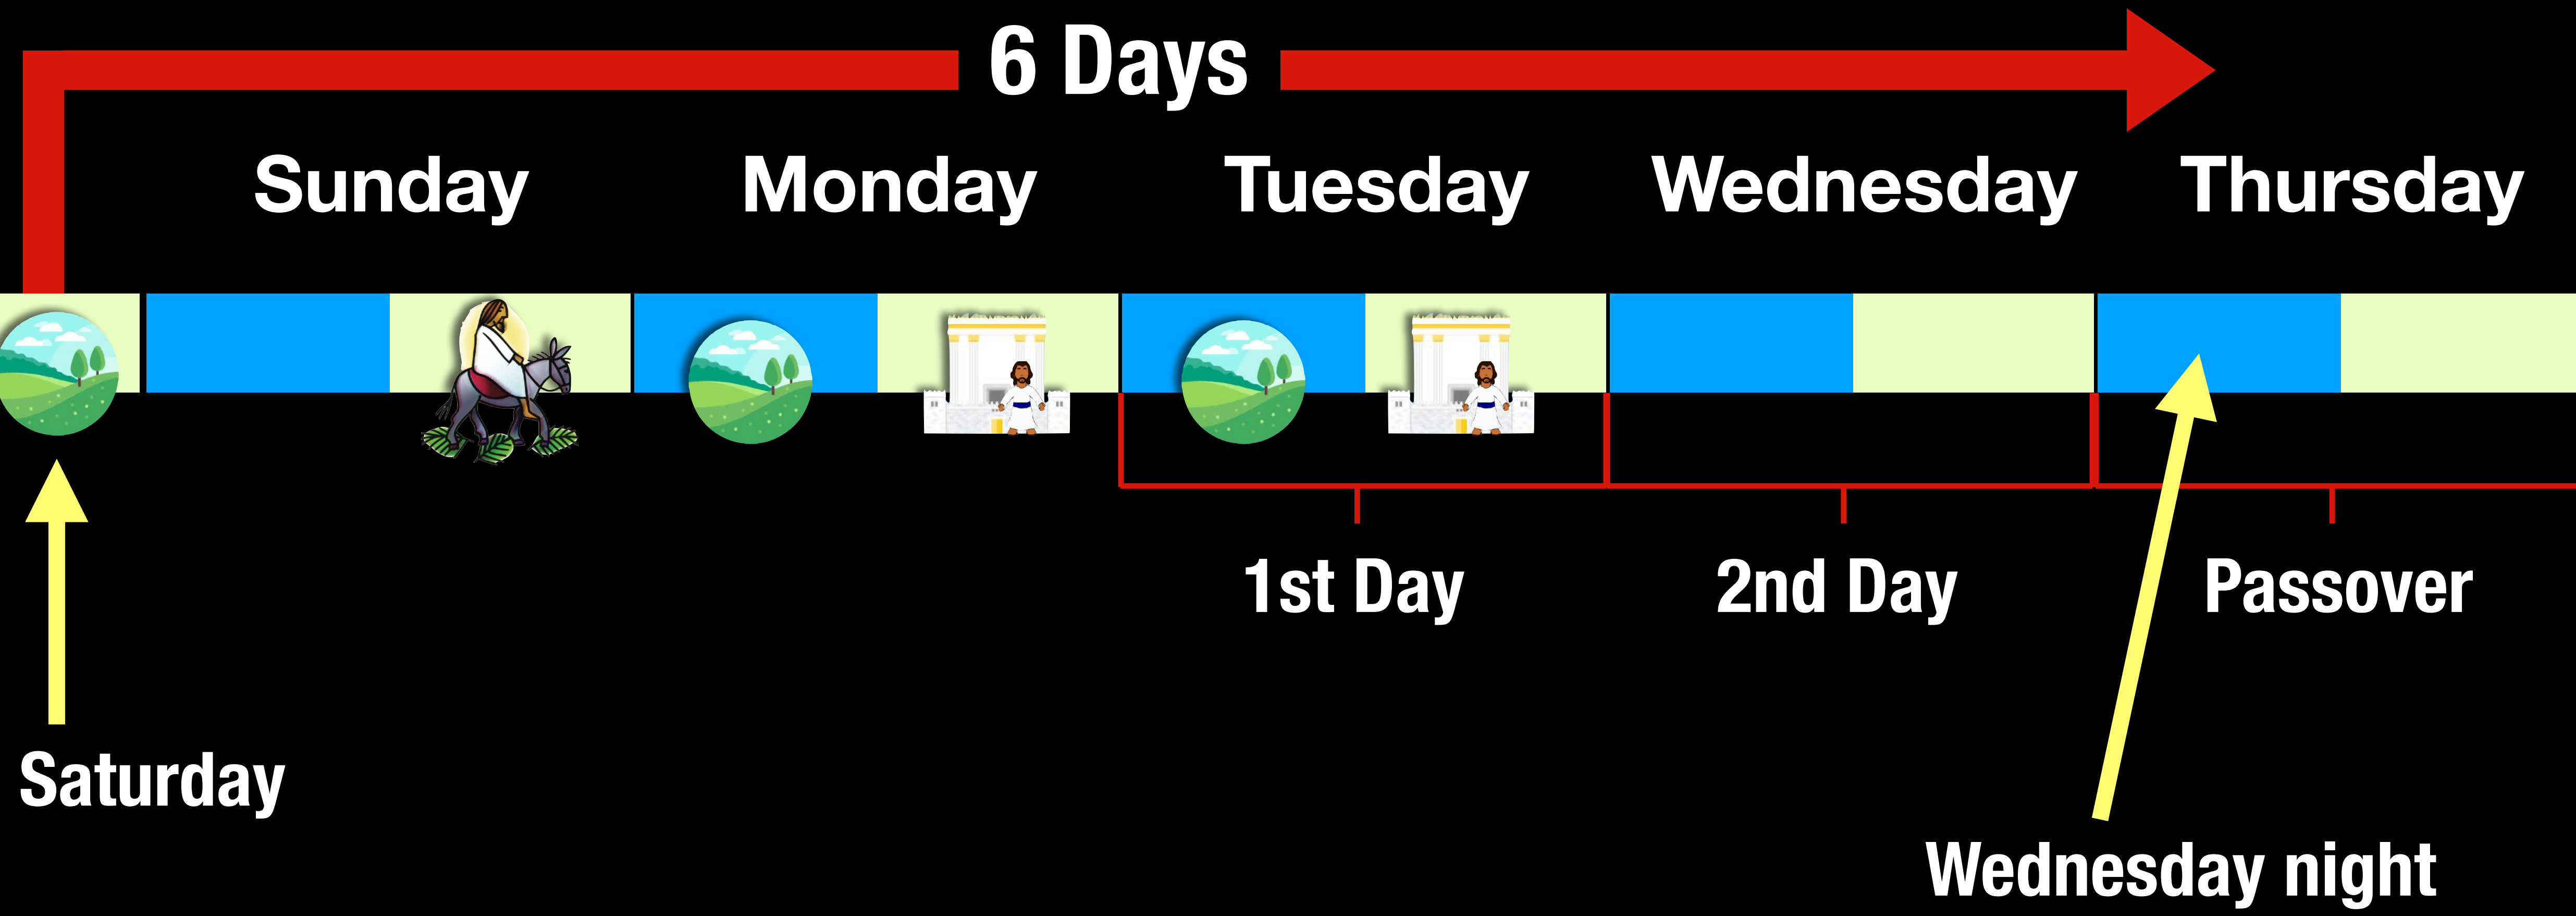 6 Days
Sunday Monday Tuesday Wednesday Thursday
1st Day 2nd Day Passover
Saturday
Wednesday night